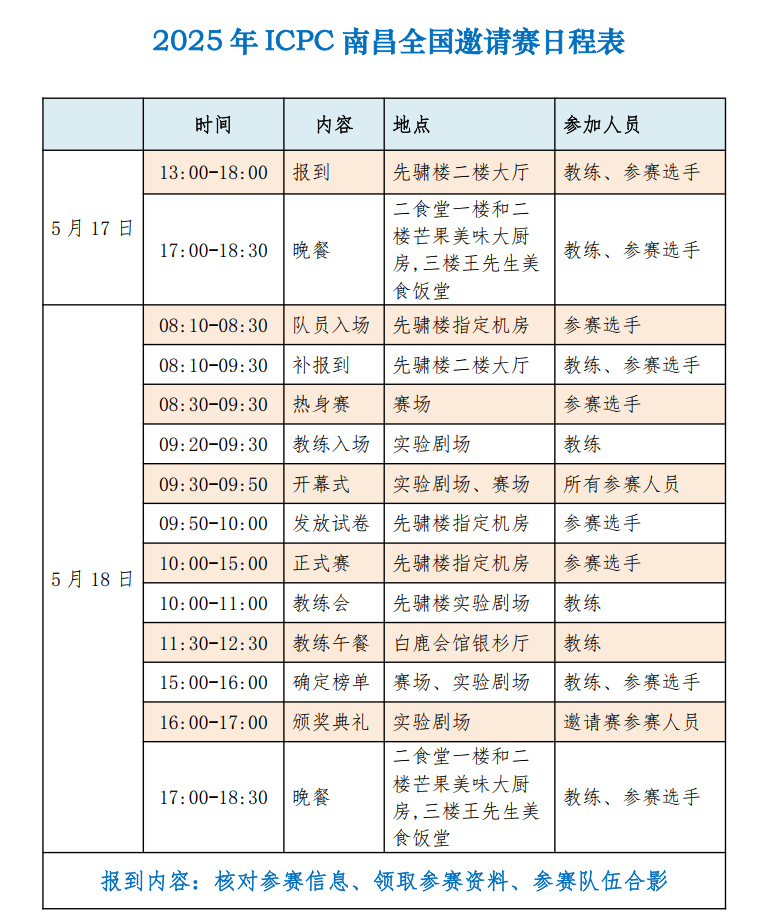 2025 年 ICPC 南昌全国邀请赛日程表
时间 内容 地点 参加人员
5 月 17 日
13:00-18:00 报到 先骕楼二楼大厅 教练、参赛选手
17:00-18:30 晚餐 二食堂一楼和二
楼芒果美味大厨
房,三楼王先生美
食饭堂
教练、参赛选手
5 月 18 日
08:10-08:30 队员入场 先骕楼指定机房 参赛选手
08:10-09:30 补报到 先骕楼二楼大厅 教练、参赛选手
08:30-09:30 热身赛 赛场 参赛选手
09:20-09:30 教练入场 实验剧场 教练
09:30-09:50 开幕式 实验剧场、赛场 所有参赛人员
09:50-10:00 发放试卷 先骕楼指定机房 参赛选手
10:00-15:00 正式赛 先骕楼指定机房 参赛选手
10:00-11:00 教练会 先骕楼实验剧场 教练
11:30-12:30 教练午餐 白鹿会馆银杉厅 教练
15:00-16:00 确定榜单 赛场、实验剧场 教练、参赛选手
16:00-17:00 颁奖典礼 实验剧场 邀请赛参赛人员
17:00-18:30 晚餐 二食堂一楼和二
楼芒果美味大厨
房,三楼王先生美
食饭堂
教练、参赛选手
报到内容：核对参赛信息、领取参赛资料、参赛队伍合影